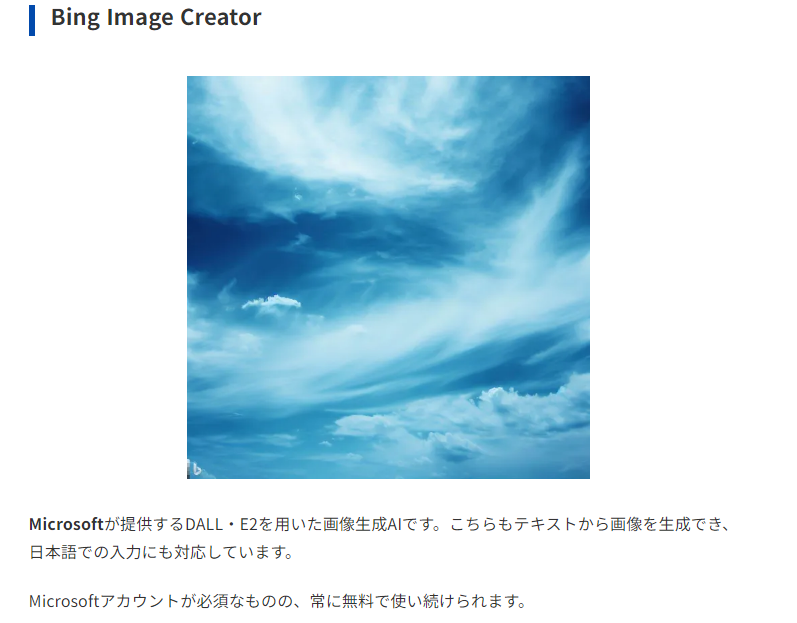 Bing Image Creator
b
Microsoftが提供するDALL・E2を用いた画像生成AIです。こちらもテキストから画像を生成でき、
日本語での入力にも対応しています。
Microsoftアカウントが必須なものの、常に無料で使い続けられます。